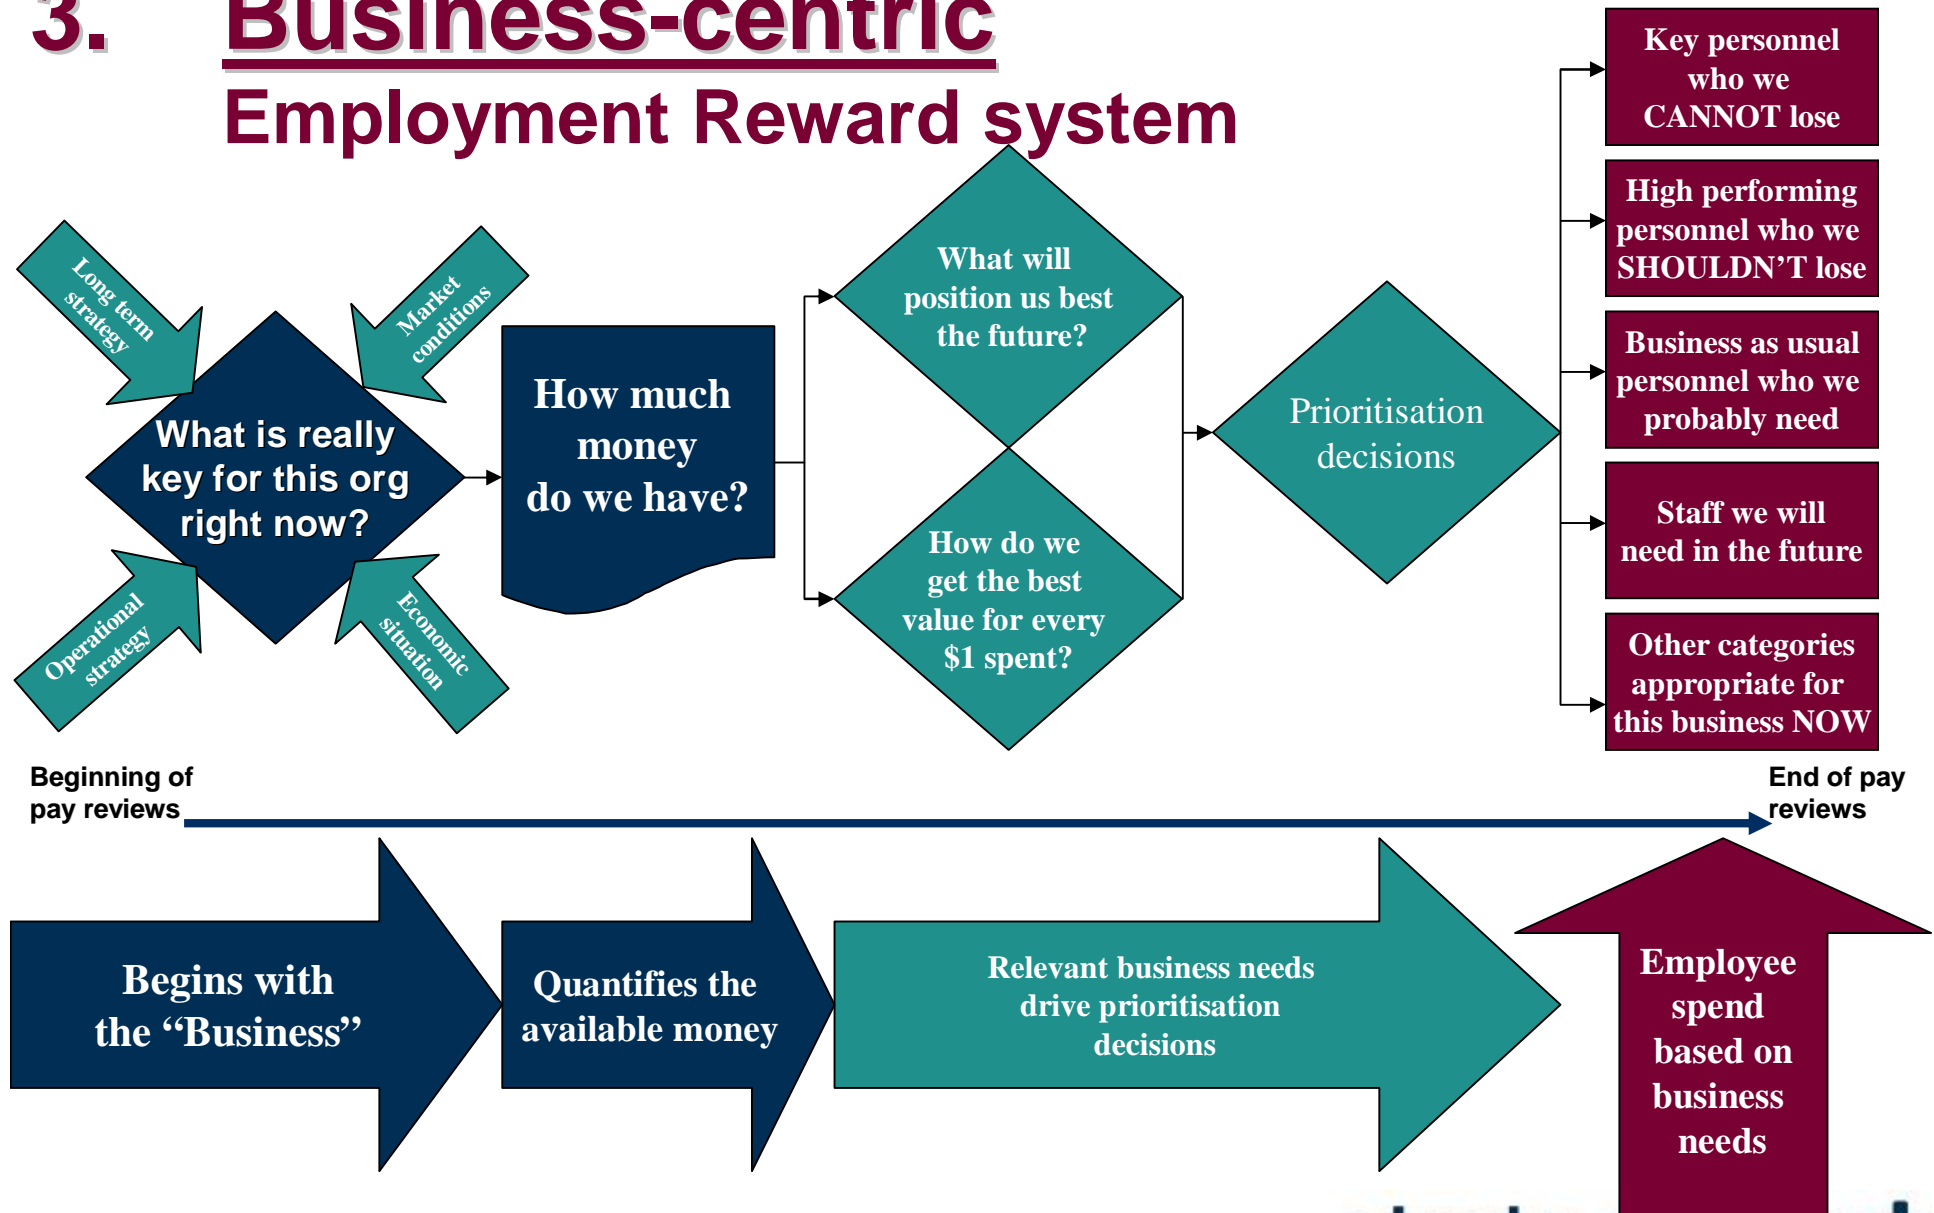 3. Business-centric
Employment Reward system
Long term
strategy
Market
conditions
What is really
key for this org
right now?
Operational
strategy
Economic
situation
How much
money
do we have?
What will
position us best
the future?
How do we
get the best
value for every
$1 spent?
Prioritisation
decisions
Key personnel
who we
CANNOT lose
High performing
personnel who we
SHOULDN’T lose
Business as usual
personnel who we
probably need
Staff we will
need in the future
Other categories
appropriate for
this business NOW
Beginning of
pay reviews
End of pay
reviews
Begins with
the “Business”
Quantifies the
available money
Relevant business needs
drive prioritisation
decisions
Employee
spend
based on
business
needs